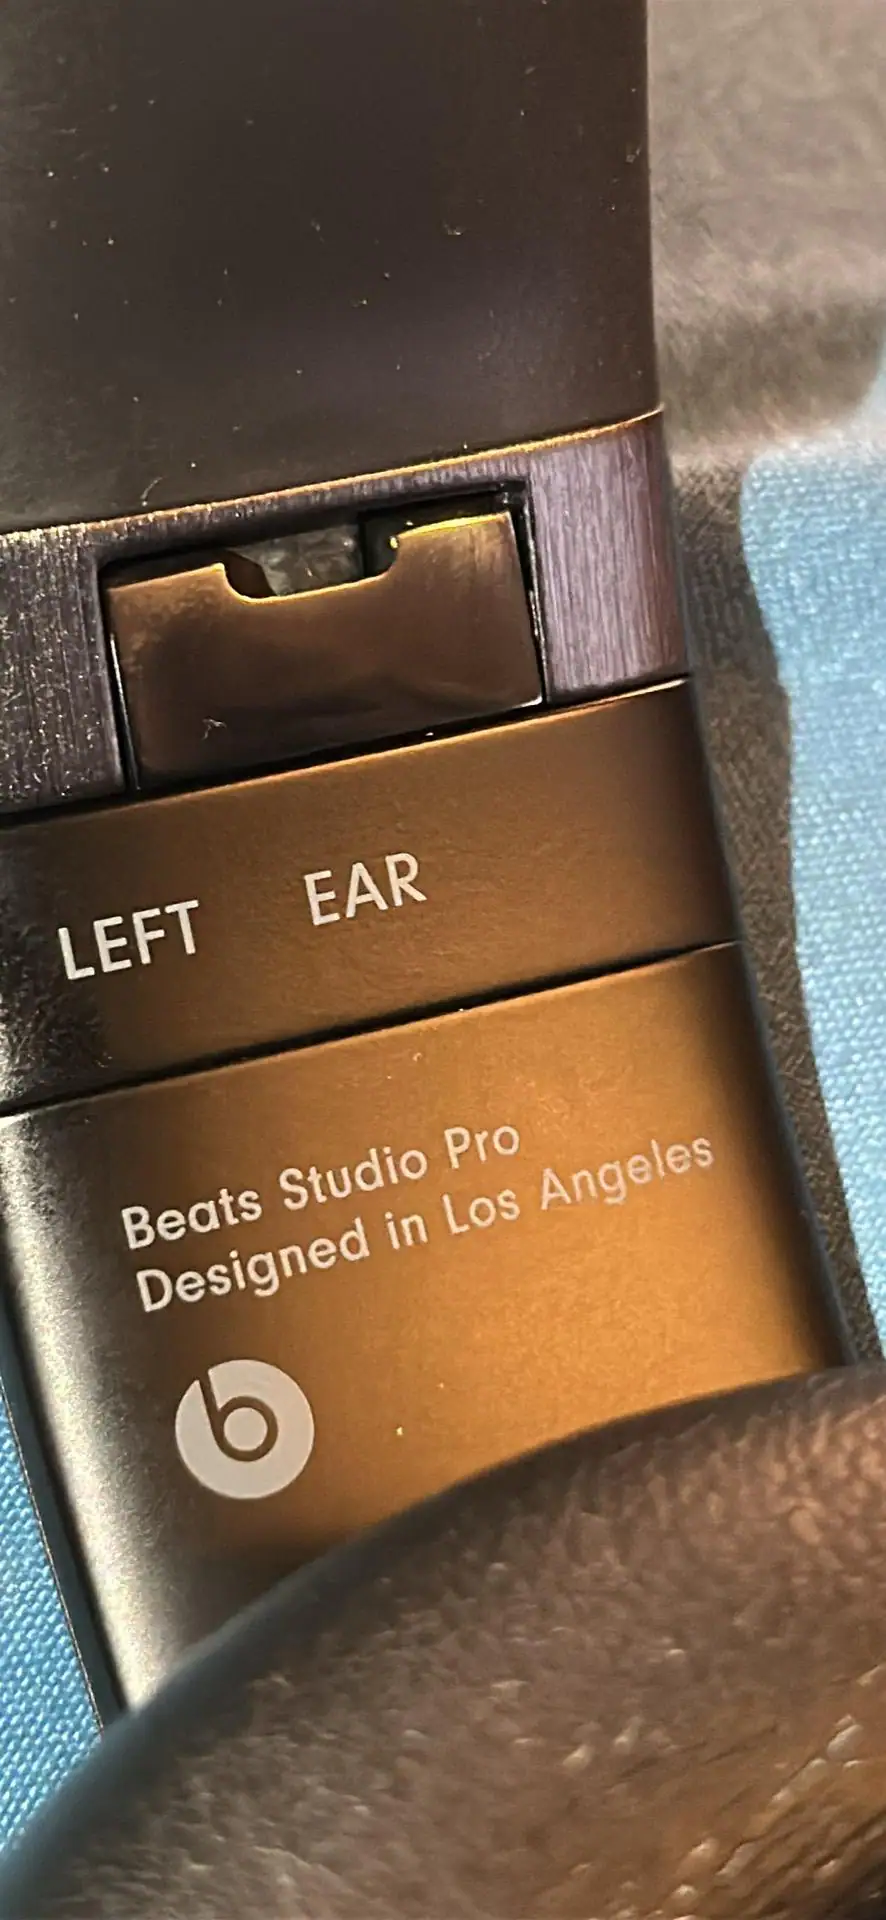 LEFT EAR
Beats Studio Pro
Designed in Los Angeles
b